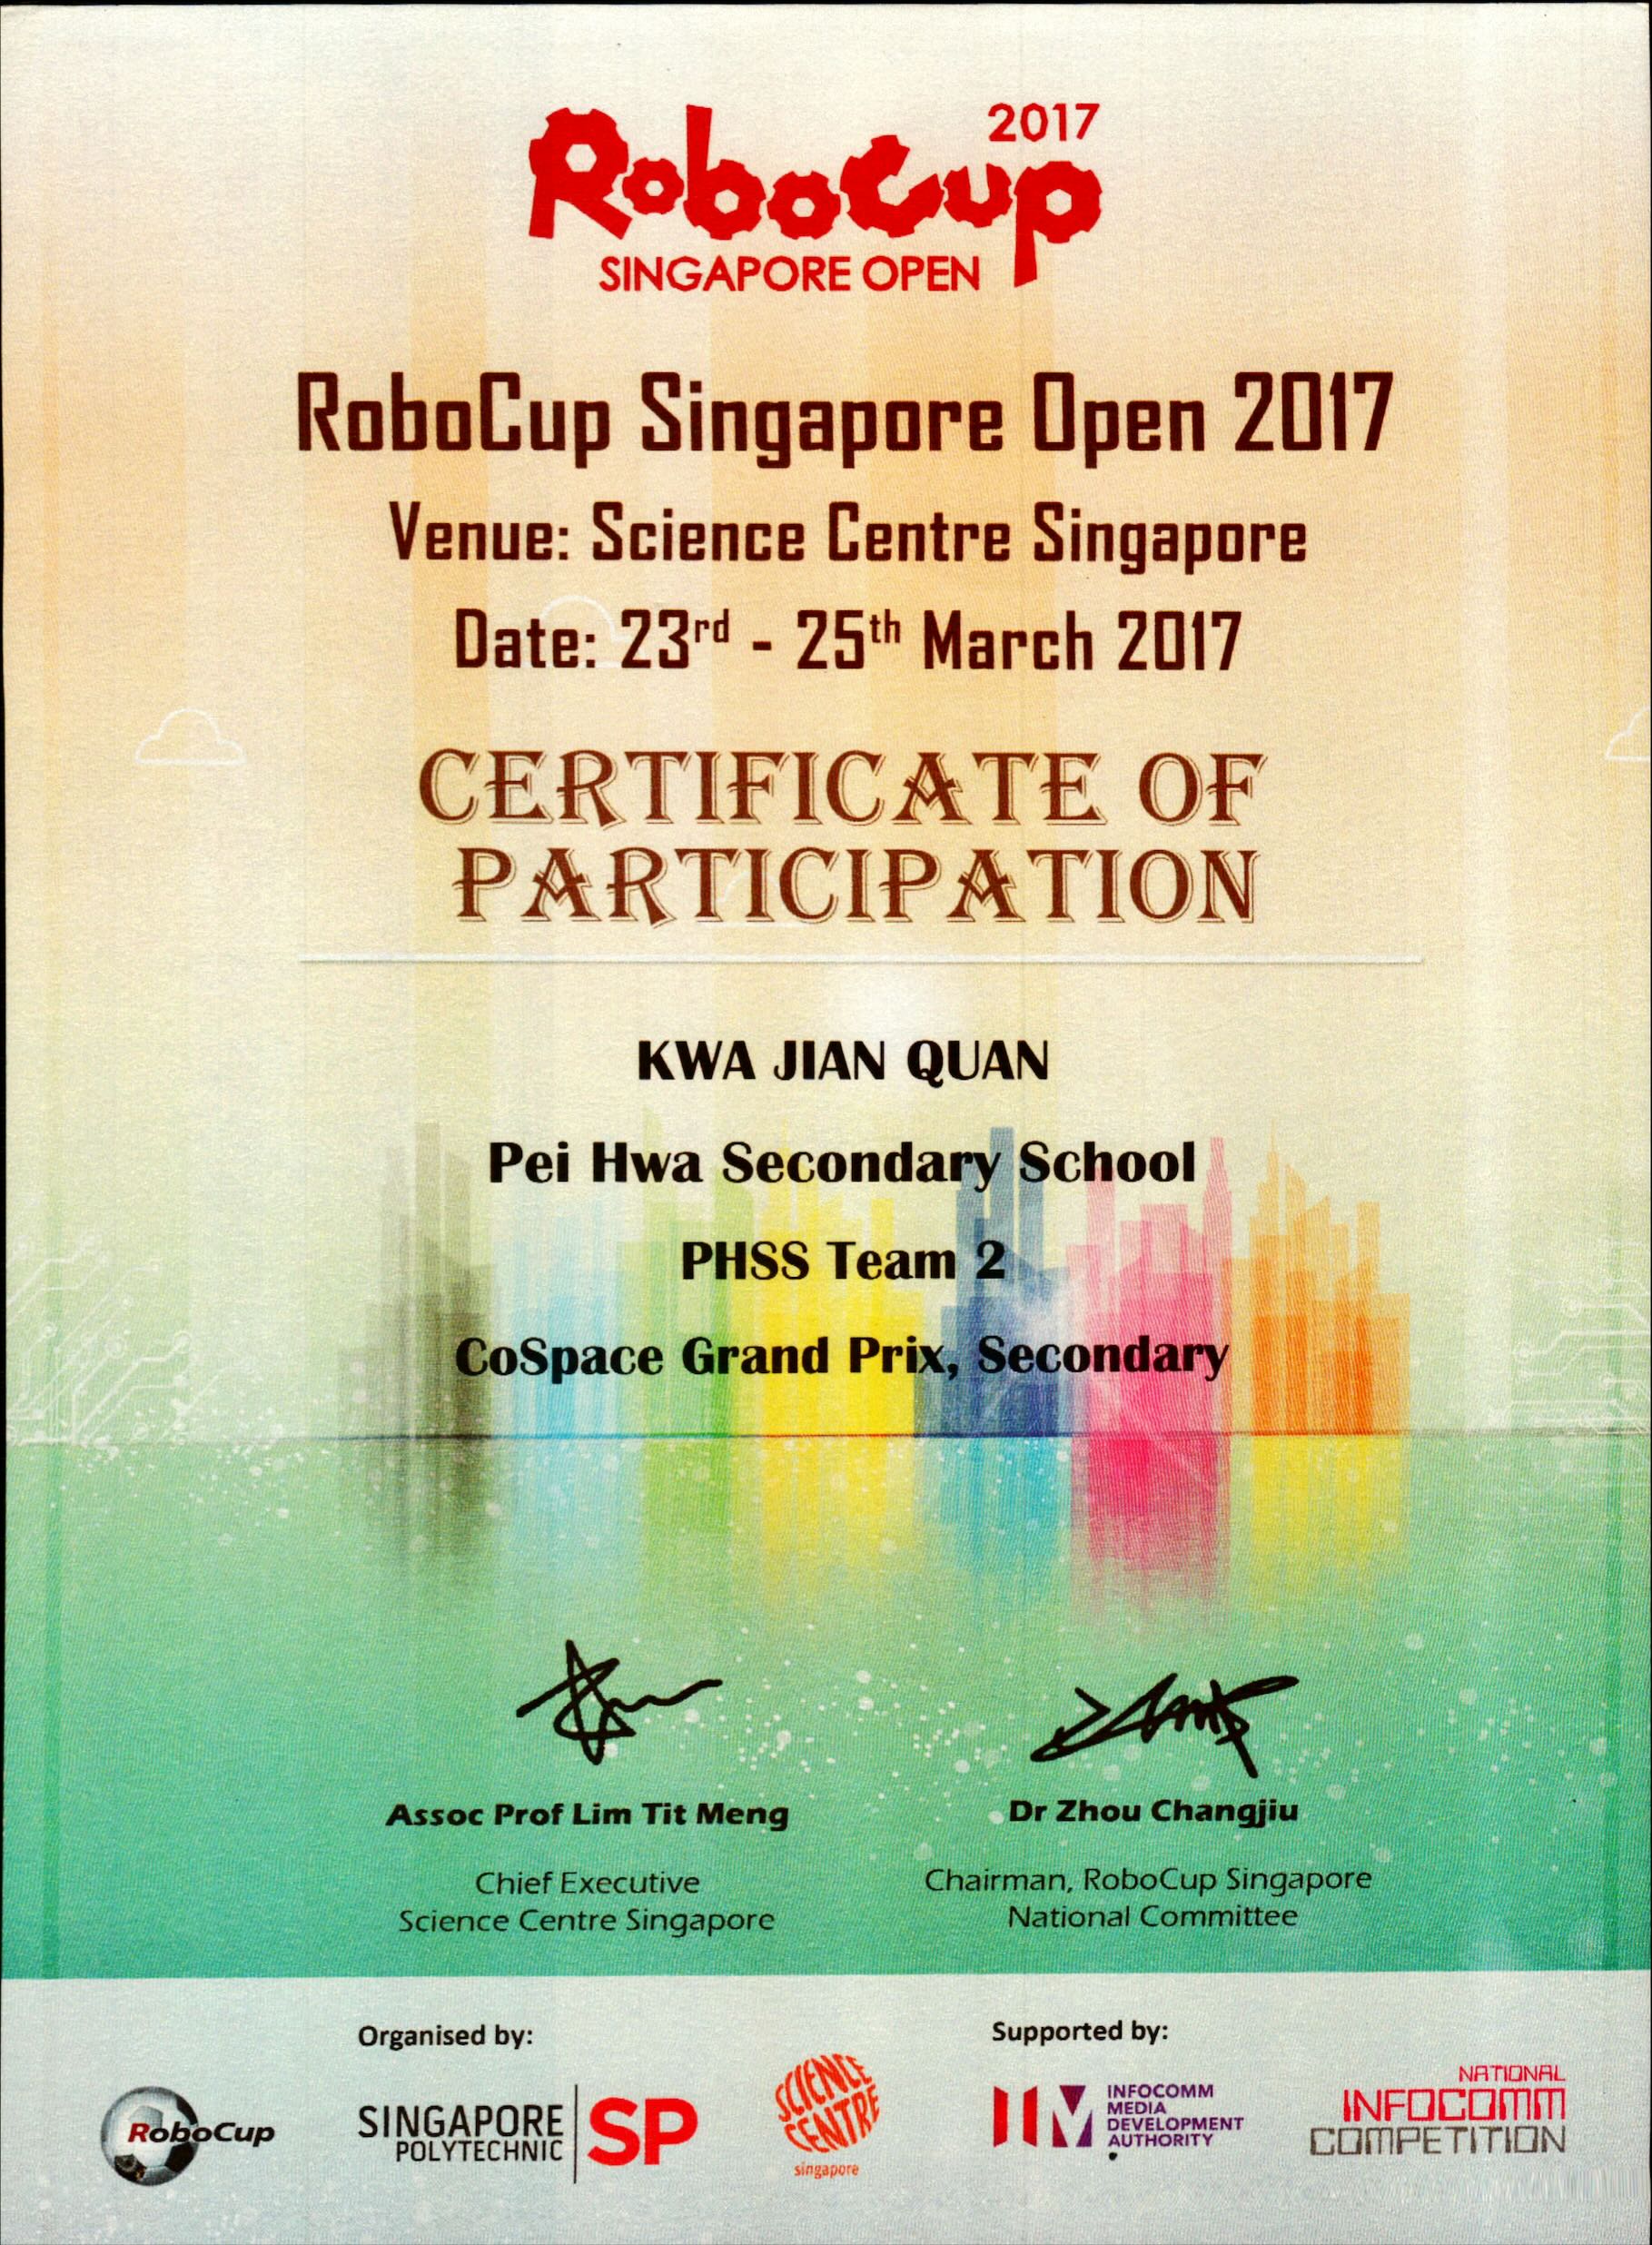 2017
RoboCup
SINGAPORE OPEN
RoboCup Singapore Open 2017
Venue: Science Centre Singapore
Date: 23rd - 25th March 2017
CERTIFICATE OF
PARTICIPATION
KWA JIAN QUAN
Pei Hwa Secondary School
PHSS Team 2
CoSpace Grand Prix, Secondary
Assoc Prof Lim Tit Meng
Chief Executive
Science Centre Singapore
Dr Zhou Changjiu
Chairman, RoboCup Singapore
National Committee
Organised by:
RoboCup
SINGAPORE
POLYTECHNIC
SP
SCIENCE
CENTRE
singapore
Supported by:
IM
INFOCOMM
MEDIA
DEVELOPMENT
AUTHORITY
NATIONAL
INFOCOMM
COMPETITION